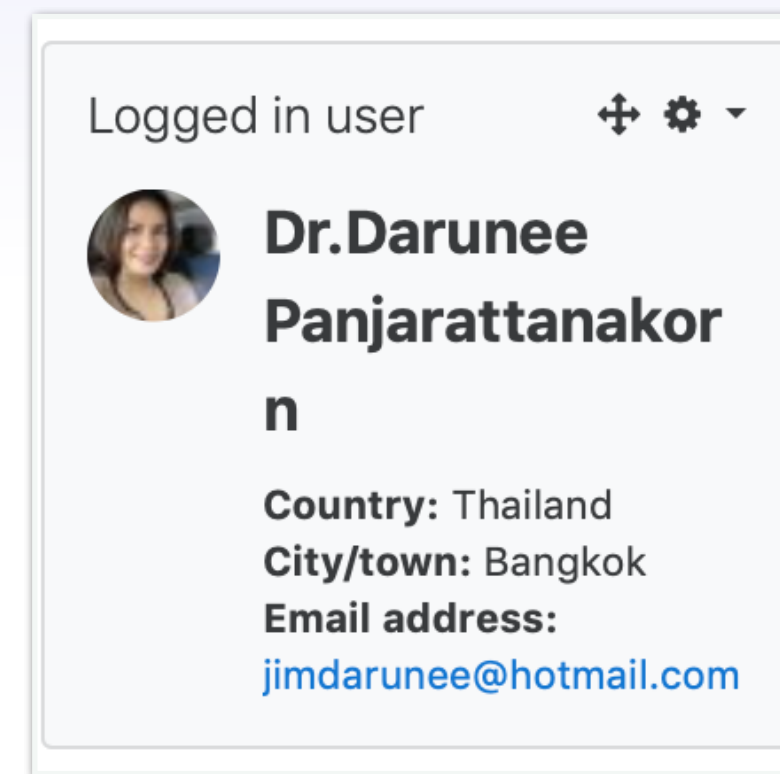 Logged in user
Dr.Darunee
Panjarattanakor
n
Country: Thailand
City/town: Bangkok
Email address:
jimdarunee@hotmail.com